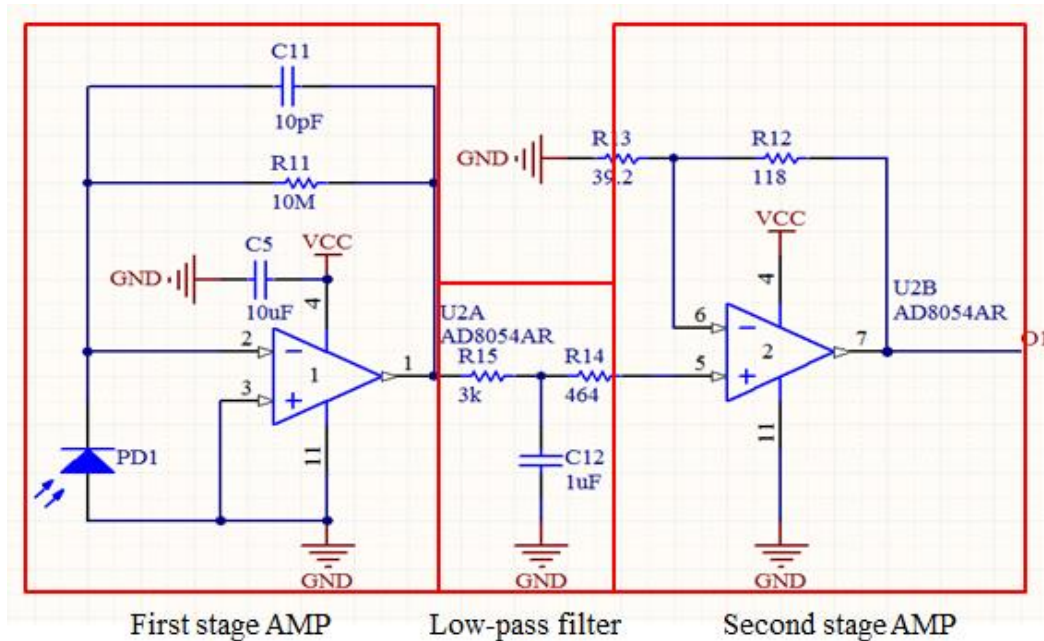 C11
10pF
R11
10M
C5
VCC
GND
10uF
4
2
1
1
3
11
PD1
GND
U2A
AD8054AR
R15
3k
R14
464
C12
1uF
GND
GND
R13
39.2
R12
118
VCC
4
6
5
2
7
U2B
AD8054AR
11
GND
First stage AMP
Low-pass filter
Second stage AMP